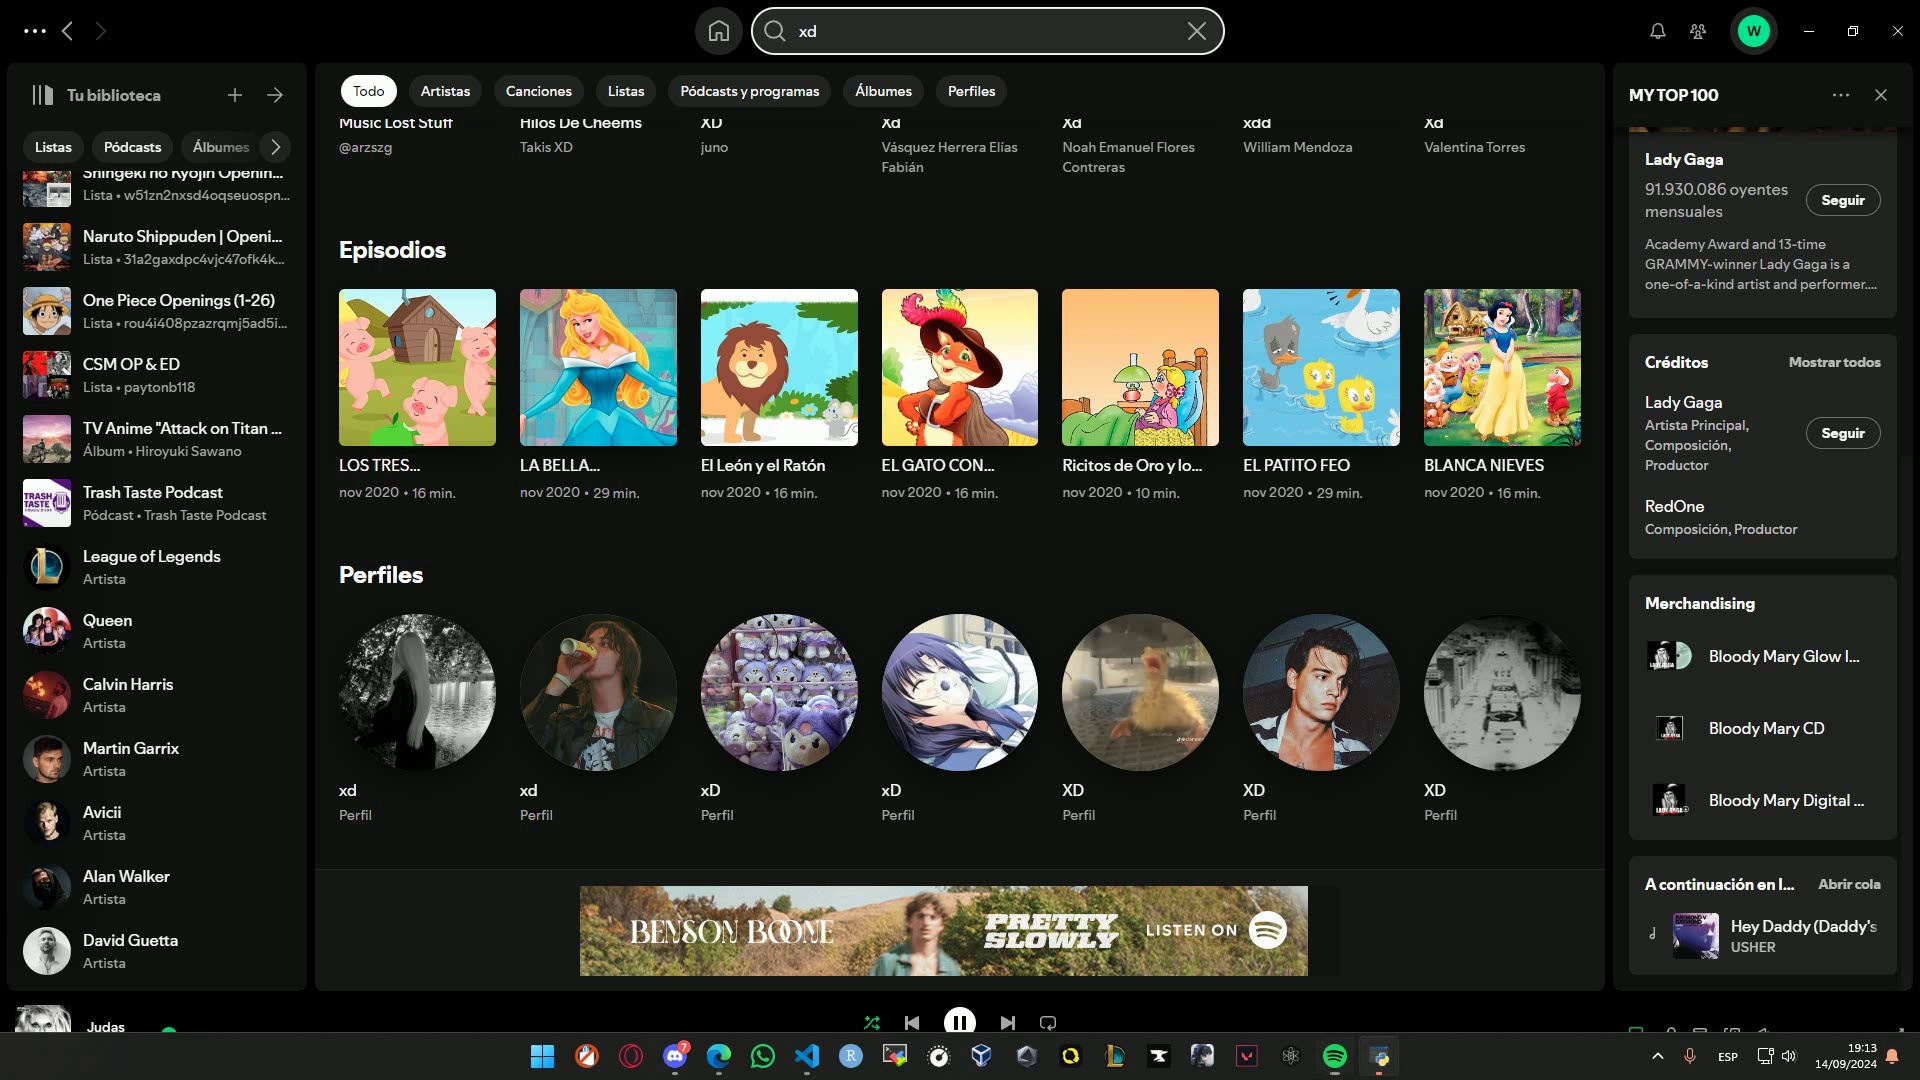 xd
W
Tu biblioteca
Listas
Pódcasts
Álbumes
Shingeki no Kyojin Openin...
Lista • w51zn2nxsd4oqseuospn...
Naruto Shippuden | Openi...
Lista • 31a2gaxdpc4vjc47ofk4k...
One Piece Openings (1-26)
Lista • rou4i408pzazrqmj5ad5i...
CSM OP & ED
Lista • paytonb118
TV Anime "Attack on Titan ...
Álbum • Hiroyuki Sawano
TRASH
TASTE
Trash Taste Podcast
Pódcast • Trash Taste Podcast
League of Legends
Artista
Queen
Artista
Calvin Harris
Artista
Martin Garrix
Artista
Avicii
Artista
Alan Walker
Artista
David Guetta
Artista
Todo
Artistas
Canciones
Listas
Pódcasts y programas
Álbumes
Perfiles
Music Lost Stuff
@arzszg
Hilos De Cheems
Takis XD
XD
juno
Xd
Vásquez Herrera Elías
Fabián
Xd
Noah Emanuel Flores
Contreras
xdd
William Mendoza
Xd
Valentina Torres
Episodios
LOS TRES...
nov 2020 • 16 min.
LA BELLA...
nov 2020 • 29 min.
El León y el Ratón
nov 2020 • 16 min.
EL GATO CON...
nov 2020 • 16 min.
Ricitos de Oro y lo...
nov 2020 • 10 min.
EL PATITO FEO
nov 2020 • 29 min.
BLANCA NIEVES
nov 2020 • 16 min.
Perfiles
xd
Perfil
xd
Perfil
xD
Perfil
xD
Perfil
XD
Perfil
XD
Perfil
XD
Perfil
BENSON BOONE
PRETTY
SLOWLY
LISTEN ON
MY TOP 100
Lady Gaga
91.930.086 oyentes
mensuales
Seguir
Academy Award and 13-time
GRAMMY-winner Lady Gaga is a
one-of-a-kind artist and performer....
Créditos
Mostrar todos
Lady Gaga
Artista Principal,
Composición,
Productor
Seguir
RedOne
Composición, Productor
Merchandising
Bloody Mary Glow I...
Bloody Mary CD
Bloody Mary Digital ...
A continuación en l...
Abrir cola
Hey Daddy (Daddy's
USHER
Judas
7
R
ESP
19:13
14/09/2024